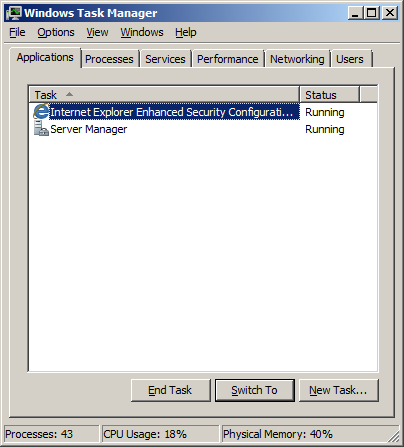 Windows Task Manager
File Options View Windows Help
Applications Processes Services Performance Networking Users
Task Status
Internet Explorer Enhanced Security Configurati... Running
Server Manager Running
End Task Switch To New Task...
Processes: 43 CPU Usage: 18% Physical Memory: 40%